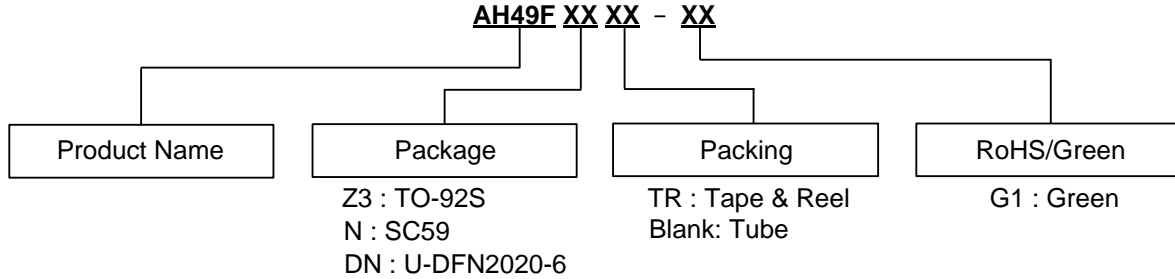 AH49F XX XX - XX
Product Name Package Packing RoHS/Green
Z3 : TO-92S TR : Tape & Reel G1 : Green
N : SC59 Blank: Tube
DN : U-DFN2020-6